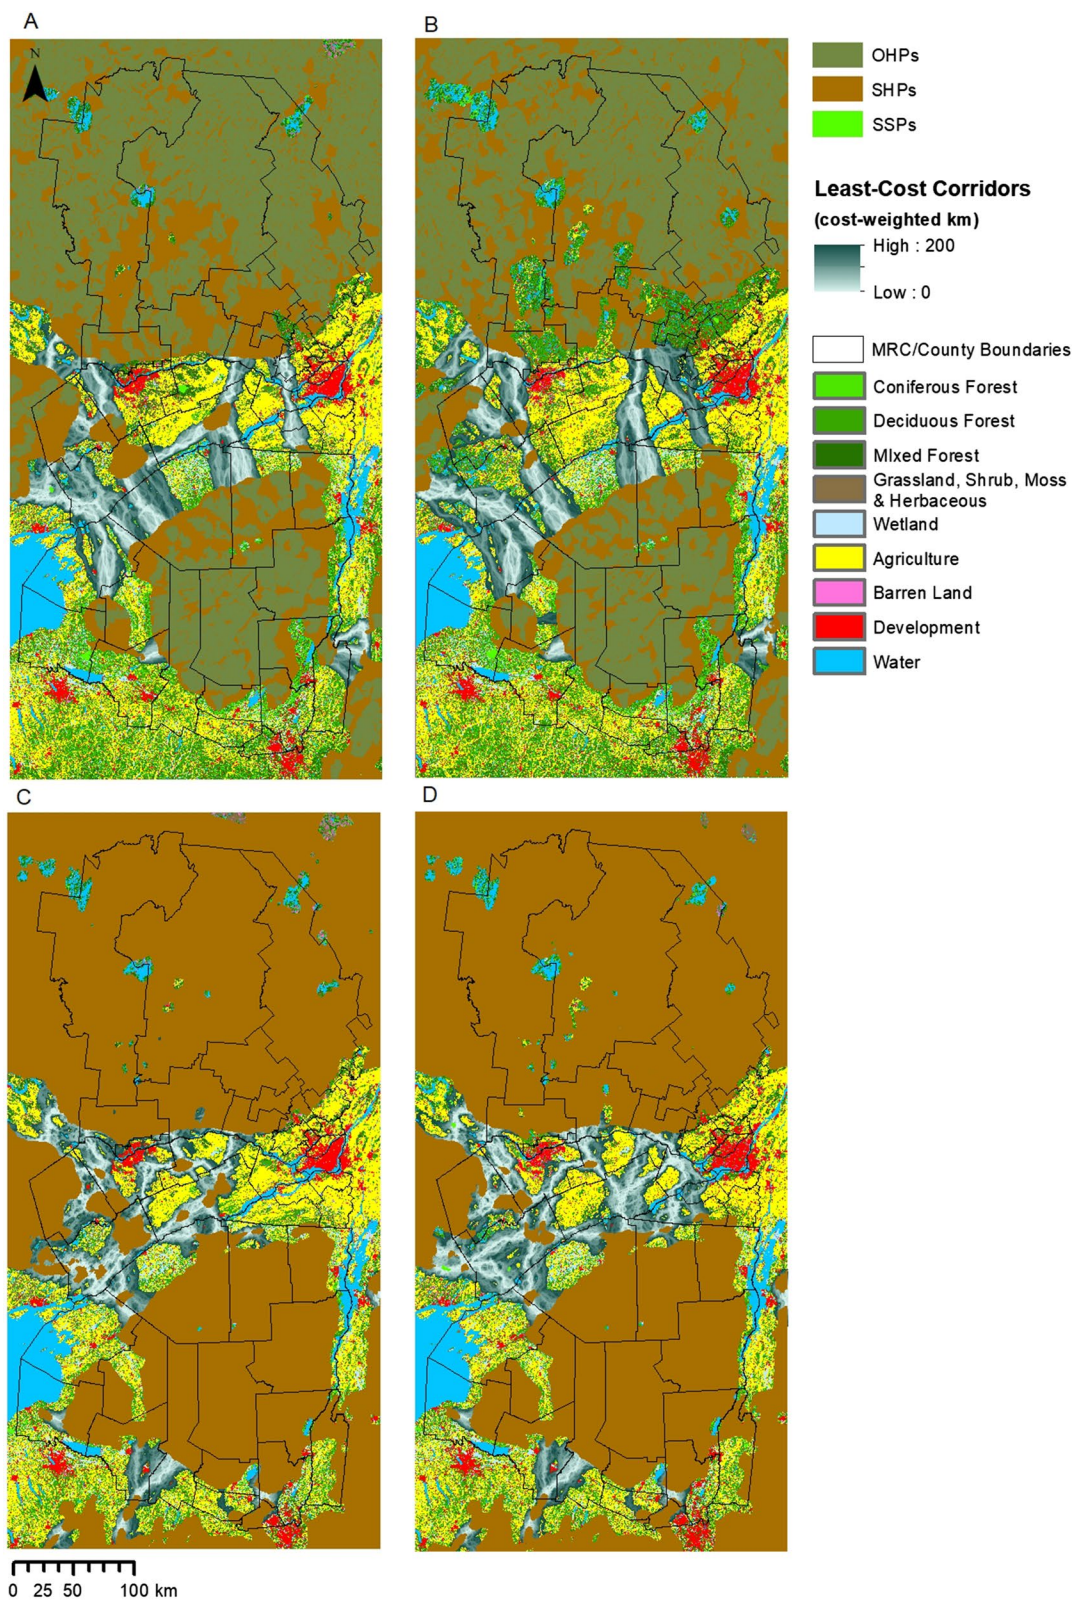 A
B
N
OHPs
SHPs
SSPs
Least-Cost Corridors
(cost-weighted km)
High : 200
Low : 0
MRC/County Boundaries
Coniferous Forest
Deciduous Forest
MIxed Forest
Grassland, Shrub, Moss
& Herbaceous
Wetland
Agriculture
Barren Land
Development
Water
C
D
0 25 50 100 km